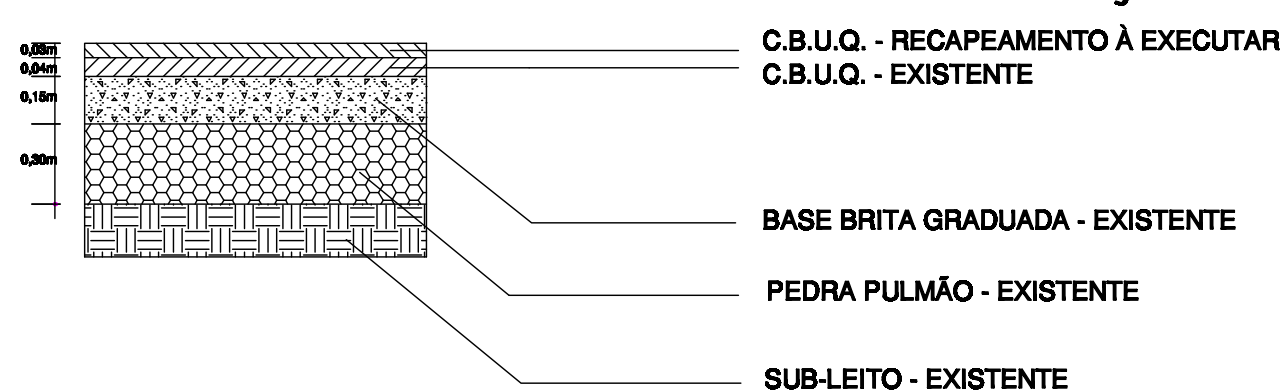 0,03m
C.B.U.Q. - RECAPEAMENTO À EXECUTAR
0,04m
C.B.U.Q. - EXISTENTE
0,15m
0,30m
BASE BRITA GRADUADA - EXISTENTE
PEDRA PULMÃO - EXISTENTE
SUB-LEITO - EXISTENTE